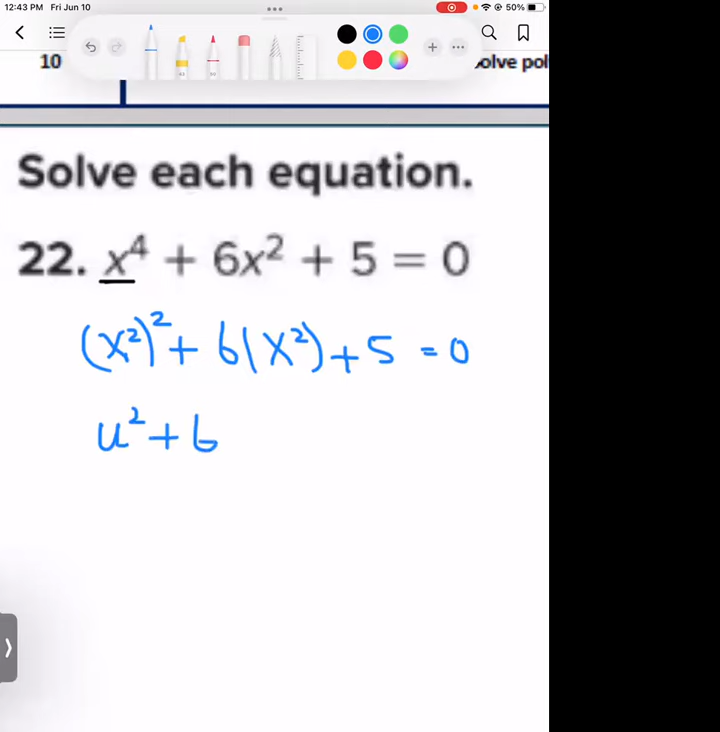 12:43 PM Fri Jun 10
50%
10
olve pol
Solve each equation.
22. x⁴ + 6x² + 5 = 0
(x²)² + 6(x²) + 5 = 0
u² + 6